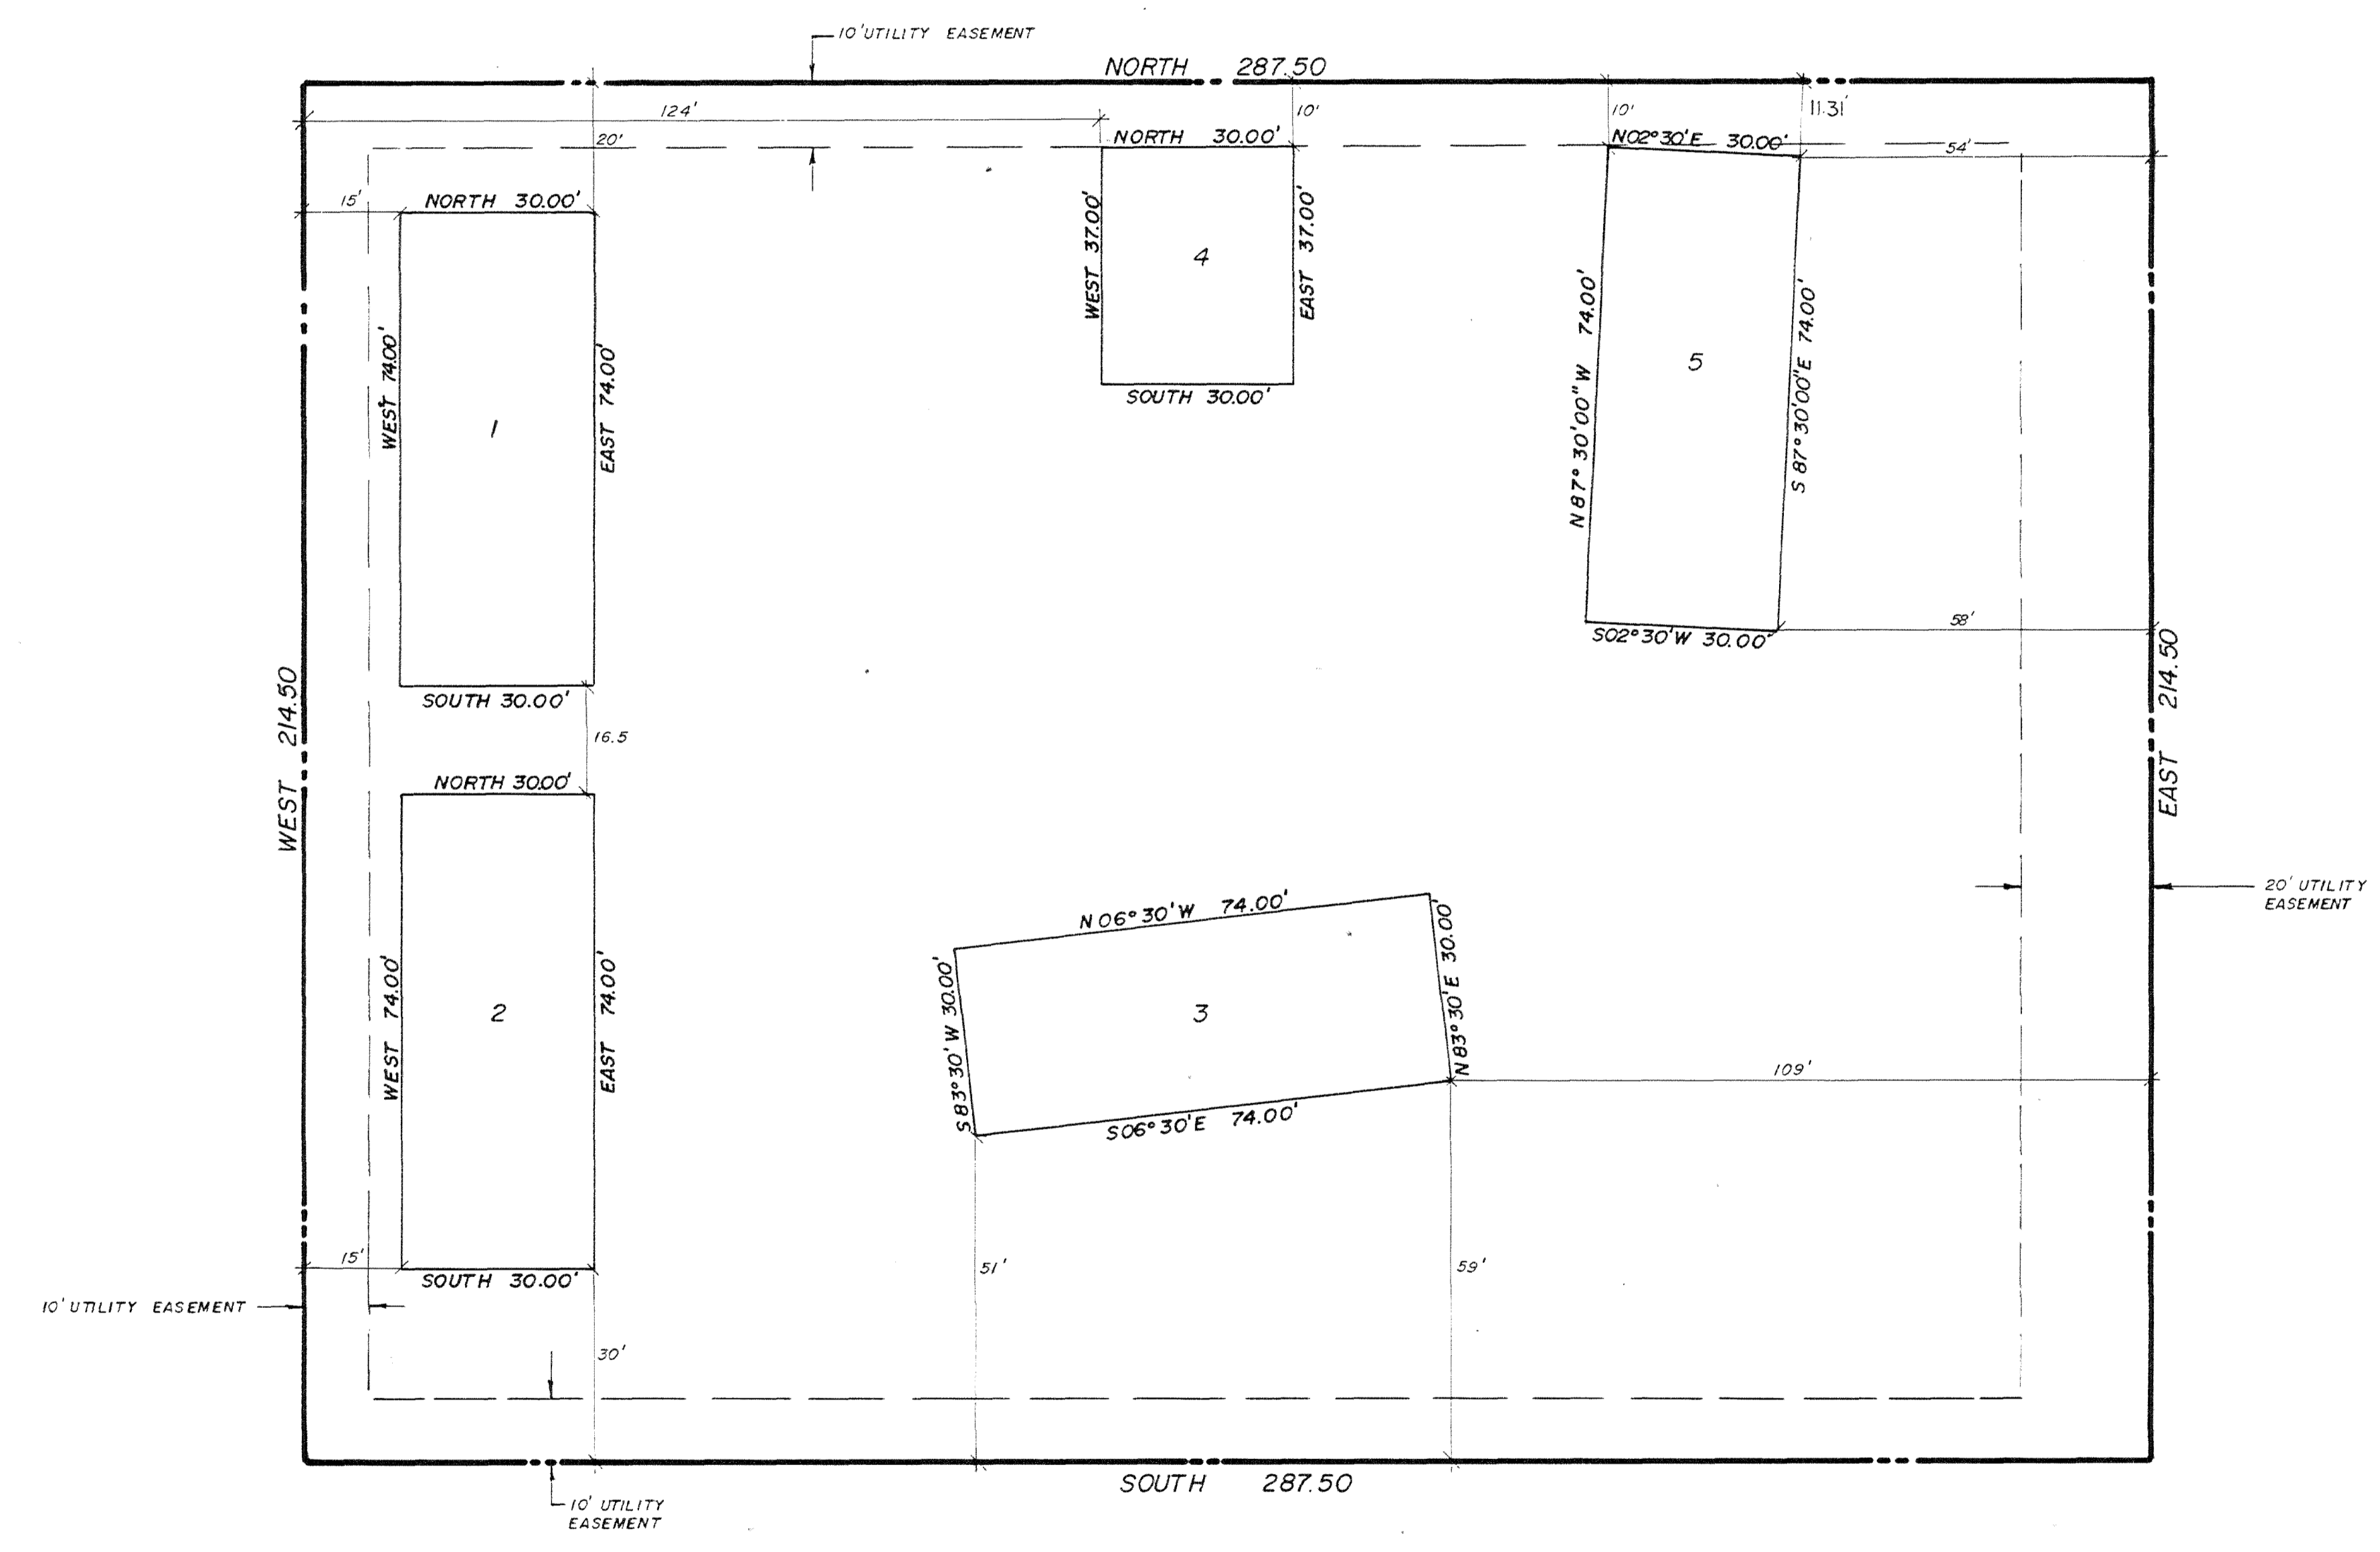 10' UTILITY EASEMENT
NORTH 287.50
124'
10'
10'
11.31'
20'
NORTH 30.00'
N02°30'E 30.00'
54'
15'
NORTH 30.00'
WEST 37.00'
4
EAST 37.00'
SOUTH 30.00'
WEST 74.00'
1
EAST 74.00'
N87°30'00"W 74.00'
5
S 87°30'00"E 74.00'
S02°30'W 30.00'
58'
SOUTH 30.00'
16.5
WEST 214.50
EAST 214.50
NORTH 30.00'
20' UTILITY
EASEMENT
N06°30'W 74.00'
S83°30'W 30.00'
3
N83°30'E 30.00'
S06°30'E 74.00'
109'
WEST 74.00'
2
EAST 74.00'
15'
SOUTH 30.00'
51'
59'
10' UTILITY EASEMENT
30'
SOUTH 287.50
10' UTILITY
EASEMENT